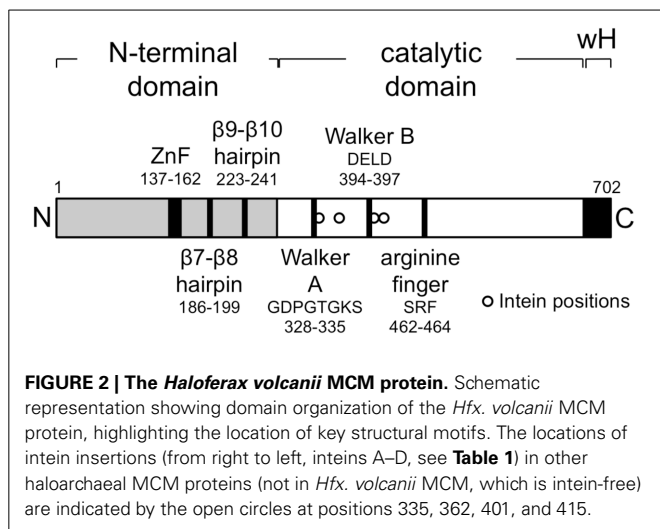 N-terminal
domain
catalytic
domain
wH
ZnF
137-162
β9-β10
hairpin
223-241
Walker B
DELD
394-397
1
702
N
C
β7-β8
hairpin
186-199
Walker
A
GDPGTGKS
328-335
arginine
finger
SRF
462-464
Intein positions
FIGURE 2 | The Haloferax volcanii MCM protein. Schematic
representation showing domain organization of the Hfx. volcanii MCM
protein, highlighting the location of key structural motifs. The locations of
intein insertions (from right to left, inteins A–D, see Table 1) in other
haloarchaeal MCM proteins (not in Hfx. volcanii MCM, which is intein-free)
are indicated by the open circles at positions 335, 362, 401, and 415.